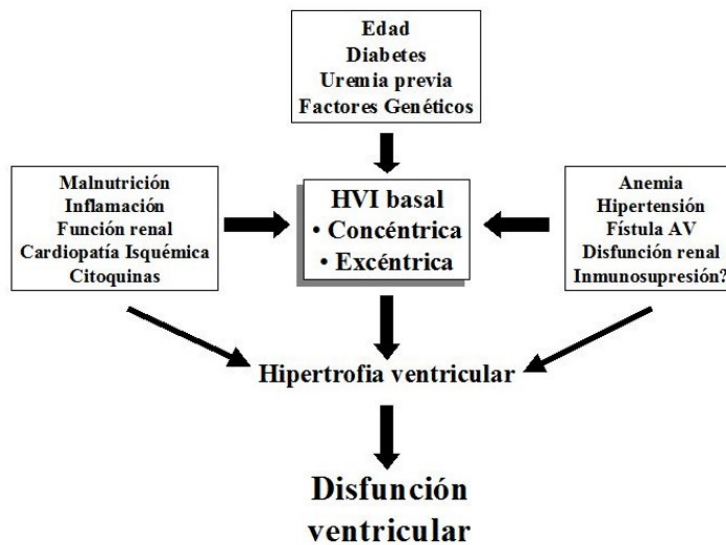 Edad
Diabetes
Uremia previa
Factores Genéticos
Malnutrición
Inflamación
Función renal
Cardiopatía Isquémica
Citoquinas
HVI basal
• Concéntrica
• Excéntrica
Anemia
Hipertensión
Fístula AV
Disfunción renal
Inmunosupresión?
Hipertrofia ventricular
Disfunción
ventricular